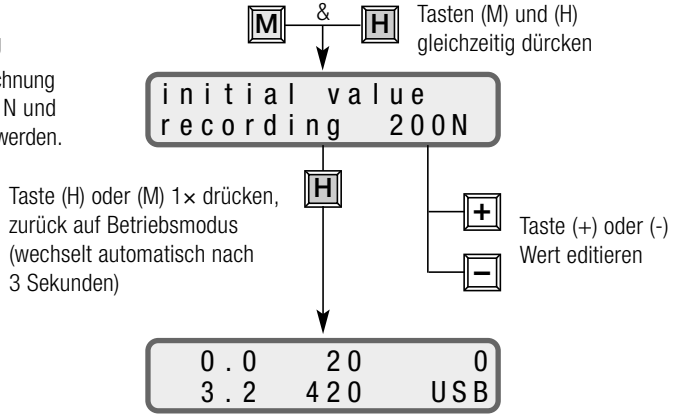 M & H
Tasten (M) und (H)
gleichzeitig dürcken
chnung
N und
werden.
initial value
recording 200N
Taste (H) oder (M) 1× drücken,
zurück auf Betriebsmodus
(wechselt automatisch nach
3 Sekunden)
H
+
Taste (+) oder (-)
Wert editieren
−
0.0 20 0
3.2 420 USB